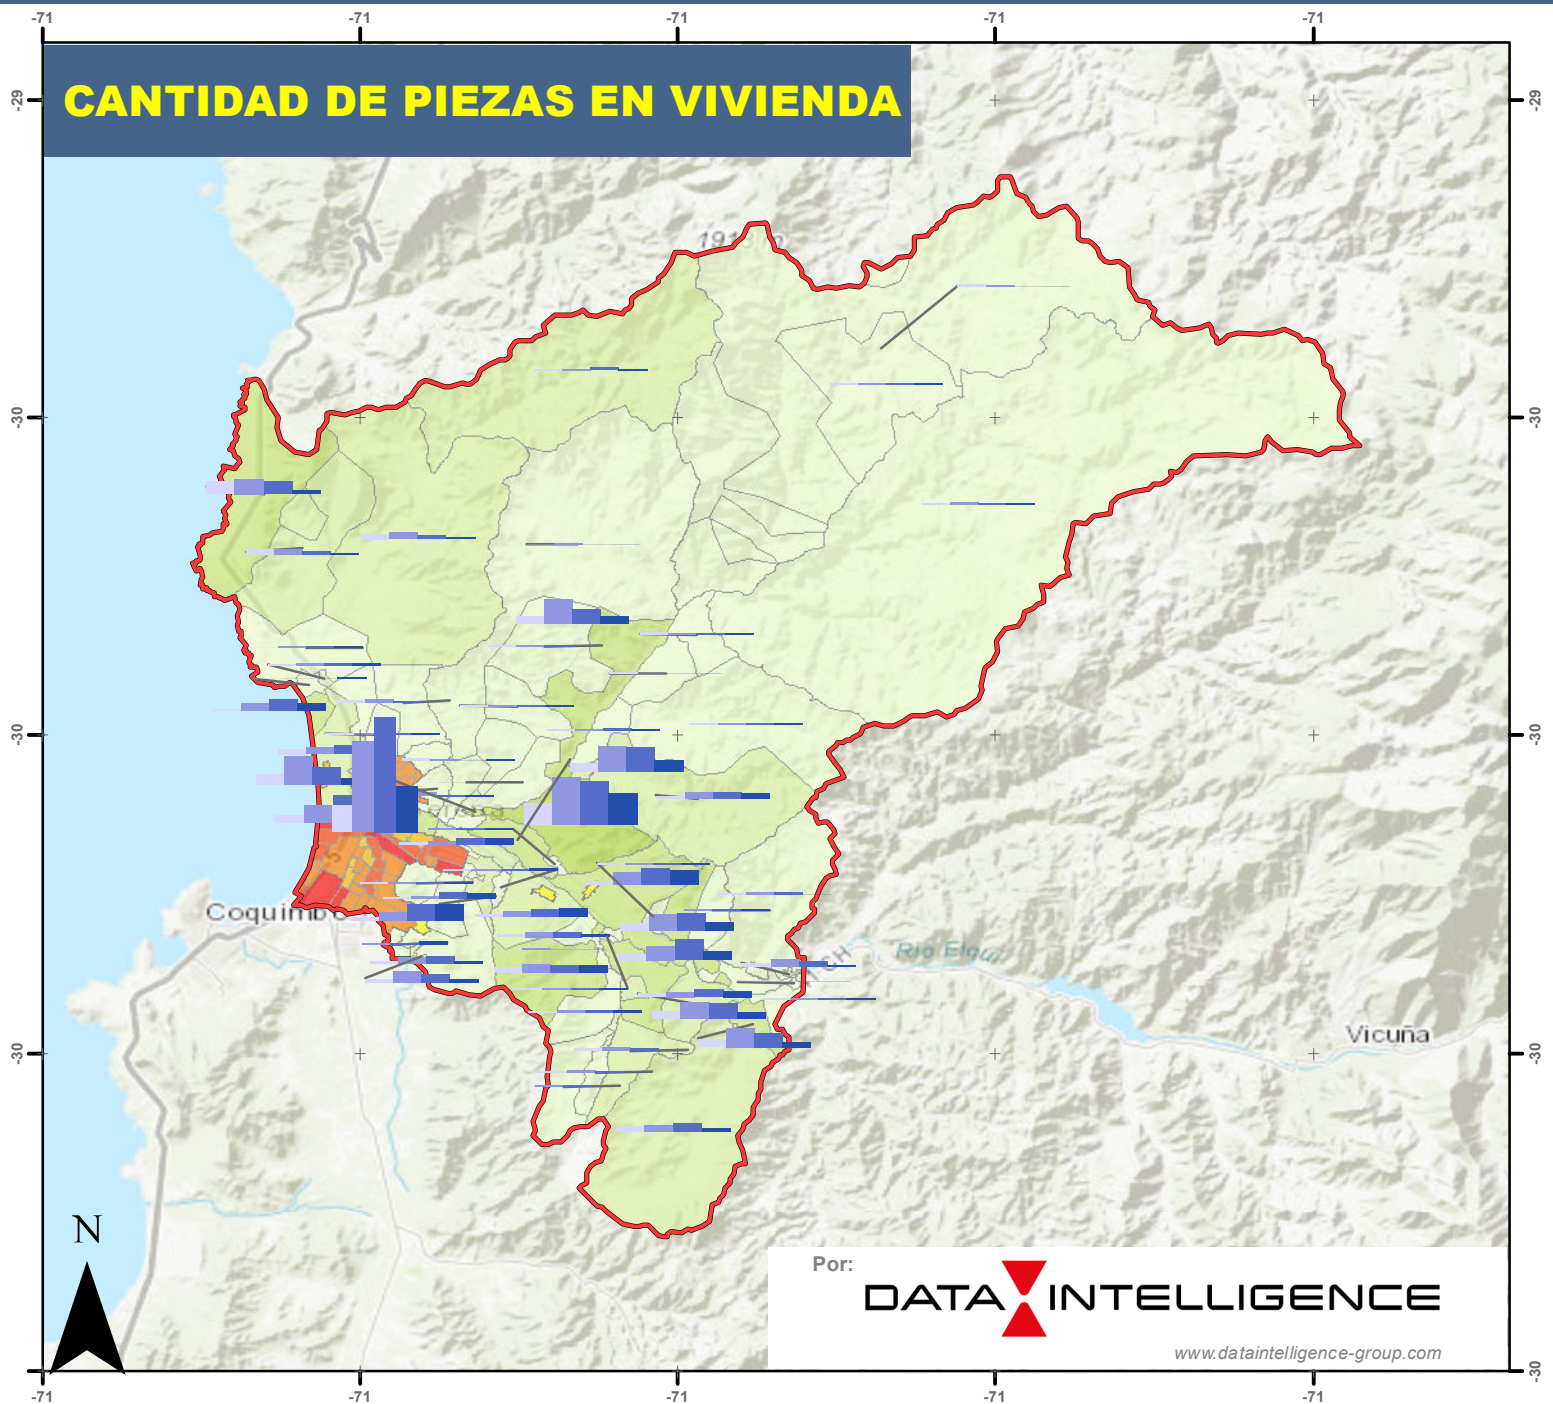 -71 -71 -71 -71 -71
CANTIDAD DE PIEZAS EN VIVIENDA
-29 -29
-30 -30
-30 -30
Coquimbo
Rio Elqui
Vicuña
-30 -30
N
Por:
DATA INTELLIGENCE
www.dataintelligence-group.com
-30
-71 -71 -71 -71 -71